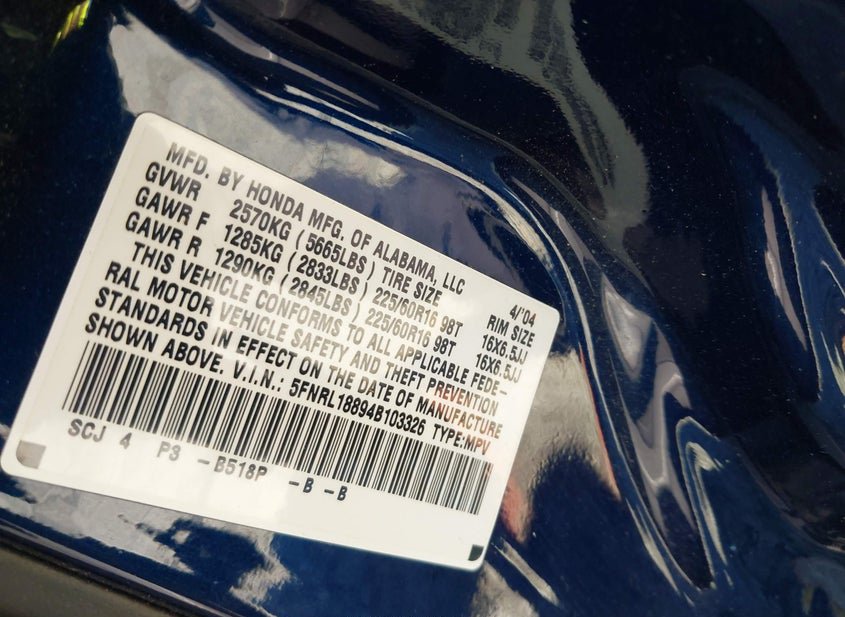 MFD. BY HONDA MFG. OF ALABAMA, LLC 4/'04
GVWR 2570KG (5665LBS) TIRE SIZE RIM SIZE
GAWR F 1285KG (2833LBS) 225/60R16 98T 16X6.5JJ
GAWR R 1290KG (2845LBS) 225/60R16 98T 16X6.5JJ
THIS VEHICLE CONFORMS TO ALL APPLICABLE FEDE-
RAL MOTOR VEHICLE SAFETY AND THEFT PREVENTION
STANDARDS IN EFFECT ON THE DATE OF MANUFACTURE
SHOWN ABOVE. V.I.N.: 5FNRL18894B103326 TYPE:MPV
SCJ 4 P3 -B518P -B -B